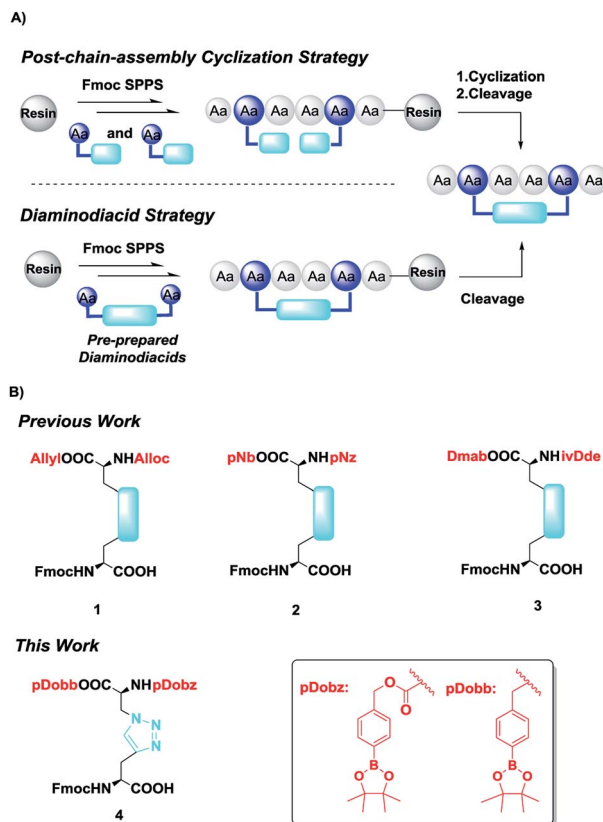 A)
Post-chain-assembly Cyclization Strategy
Fmoc SPPS
Resin
Aa and Aa
Aa Aa Aa Aa Aa Aa Resin
1.Cyclization
2.Cleavage
Aa Aa Aa Aa Aa Aa
Diaminodiacid Strategy
Fmoc SPPS
Resin
Aa Aa
Pre-prepared
Diaminodiacids
Aa Aa Aa Aa Aa Aa Resin
Cleavage
B)
Previous Work
AllylOOC NHAlloc
FmocHN COOH
1
pNbOOC NHpNz
FmocHN COOH
2
DmabOOC NHivDde
FmocHN COOH
3
This Work
pDobbOOC NHpDobz
N N
N
FmocHN COOH
4
pDobz:
O
O
B
O O
pDobb:
B
O O